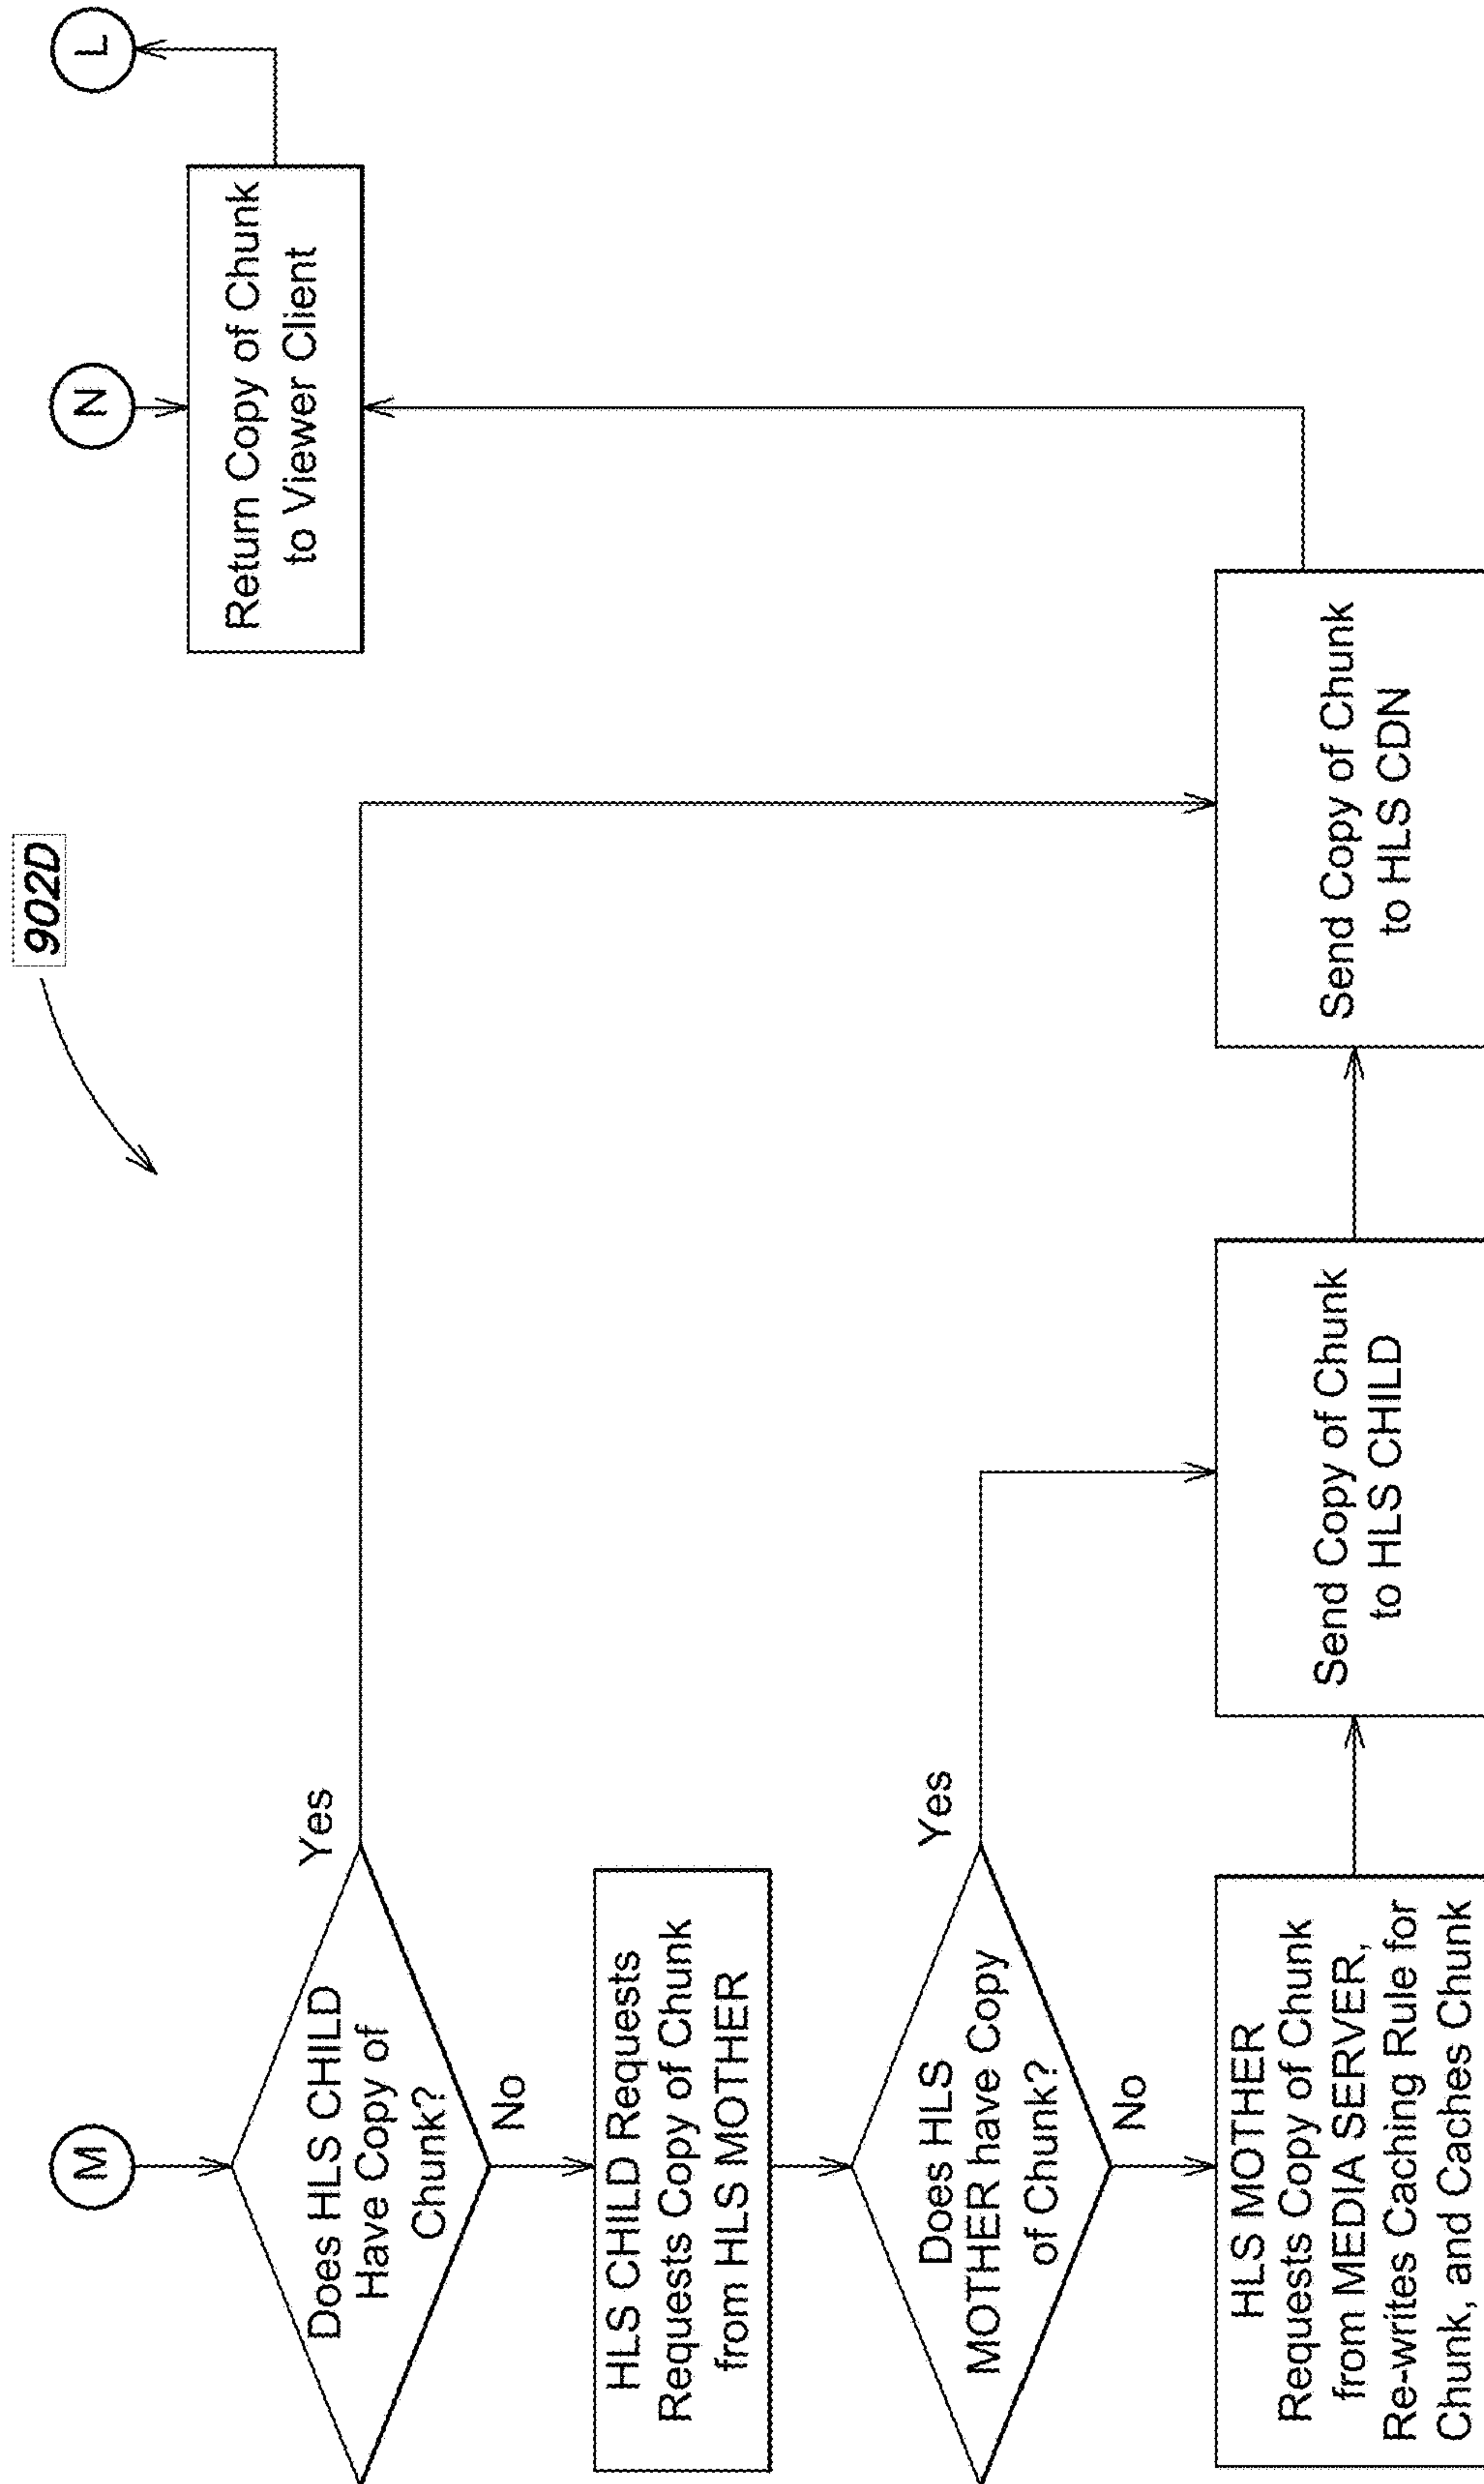 902D
M
N
L
Does HLS CHILD
Have Copy of
Chunk?
Yes
No
Return Copy of Chunk
to Viewer Client
HLS CHILD Requests
Requests Copy of Chunk
from HLS MOTHER
Does HLS
MOTHER have Copy
of Chunk?
Yes
No
HLS MOTHER
Requests Copy of Chunk
from MEDIA SERVER,
Re-writes Caching Rule for
Chunk, and Caches Chunk
Send Copy of Chunk
to HLS CHILD
Send Copy of Chunk
to HLS CDN